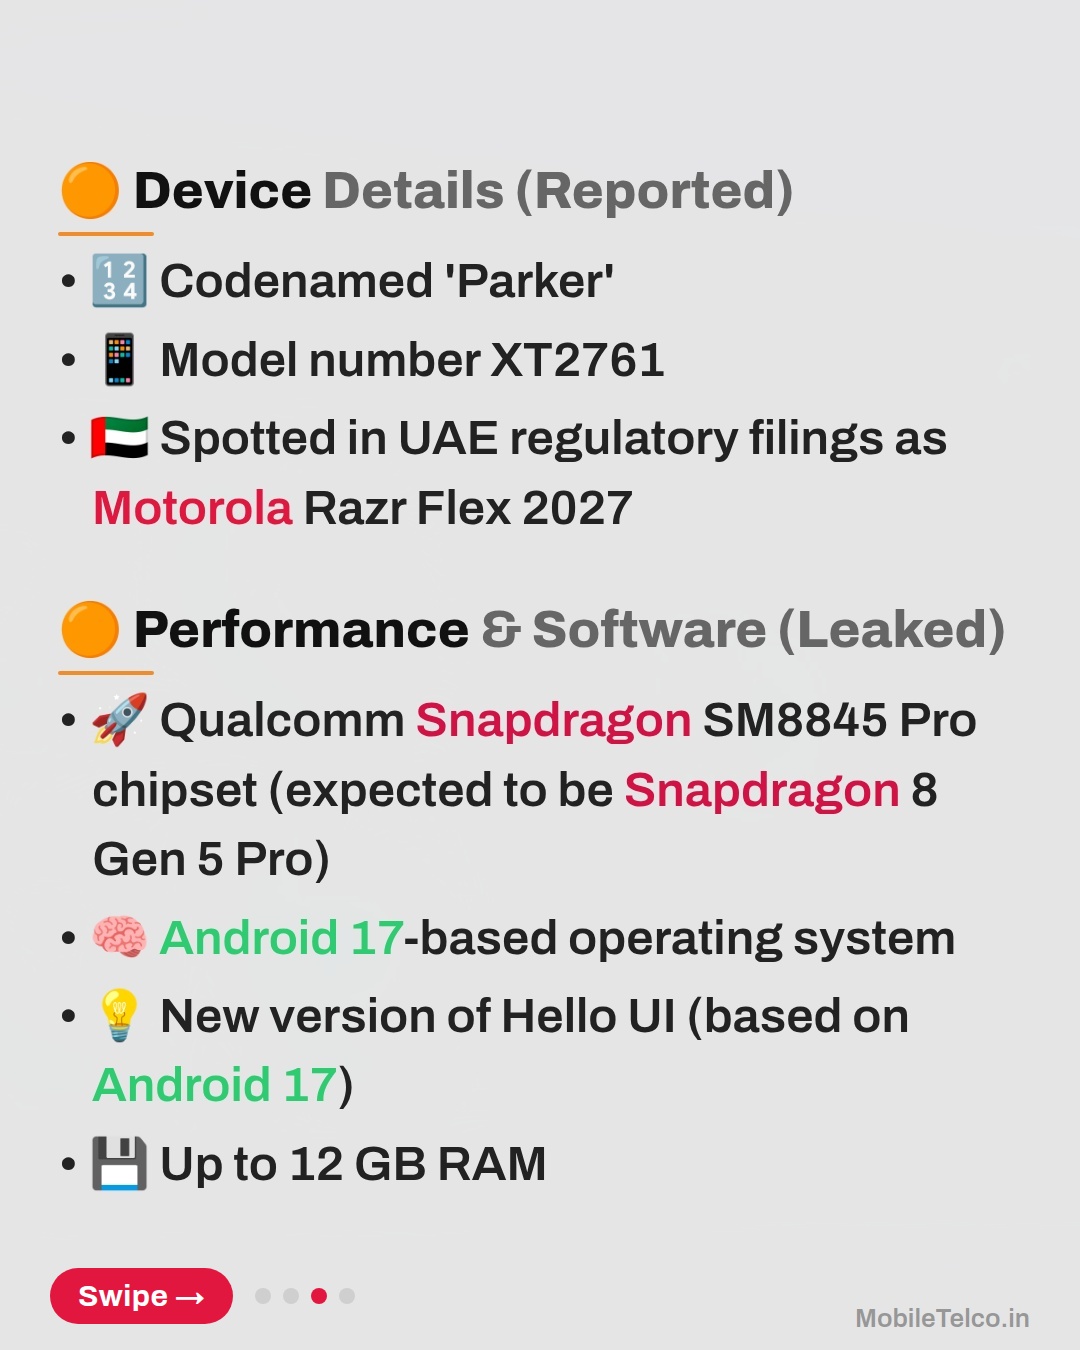 🟠 Device Details (Reported)
• 🔢 Codenamed 'Parker'
• 📱 Model number XT2761
• 🇦🇪 Spotted in UAE regulatory filings as
Motorola Razr Flex 2027
🟠 Performance & Software (Leaked)
• 🚀 Qualcomm Snapdragon SM8845 Pro
chipset (expected to be Snapdragon 8
Gen 5 Pro)
• 🧠 Android 17-based operating system
• 💡 New version of Hello UI (based on
Android 17)
• 💾 Up to 12 GB RAM
Swipe →
MobileTelco.in